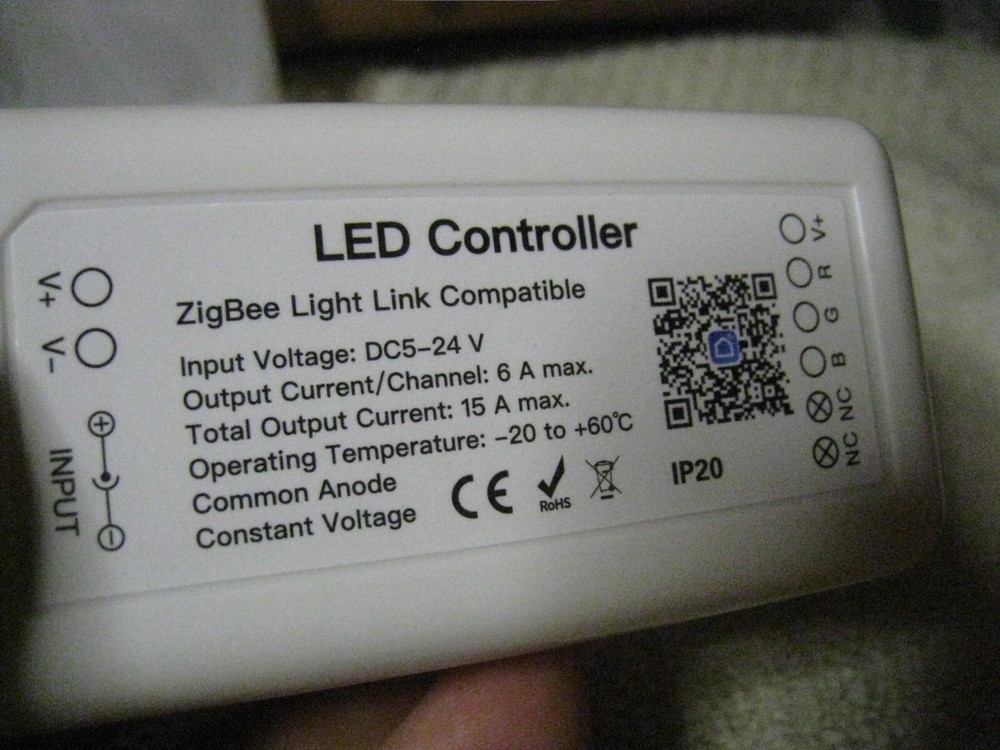 LED Controller
ZigBee Light Link Compatible
Input Voltage: DC5–24 V
Output Current/Channel: 6 A max.
Total Output Current: 15 A max.
Operating Temperature: –20 to +60℃
Common Anode
Constant Voltage
CE
RoHS
IP20
V+
V–
INPUT
V+
R
G
B
NC
NC